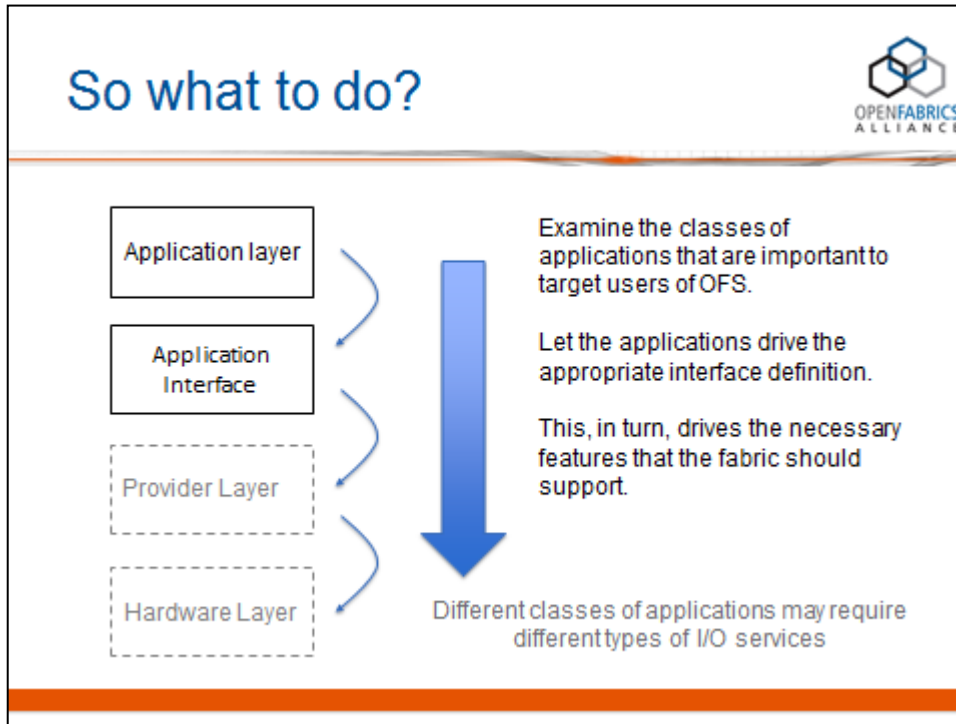 So what to do?
OPENFABRICS
ALLIANCE
Application layer
Application
Interface
Provider Layer
Hardware Layer
Examine the classes of
applications that are important to
target users of OFS.
Let the applications drive the
appropriate interface definition.
This, in turn, drives the necessary
features that the fabric should
support.
Different classes of applications may require
different types of I/O services